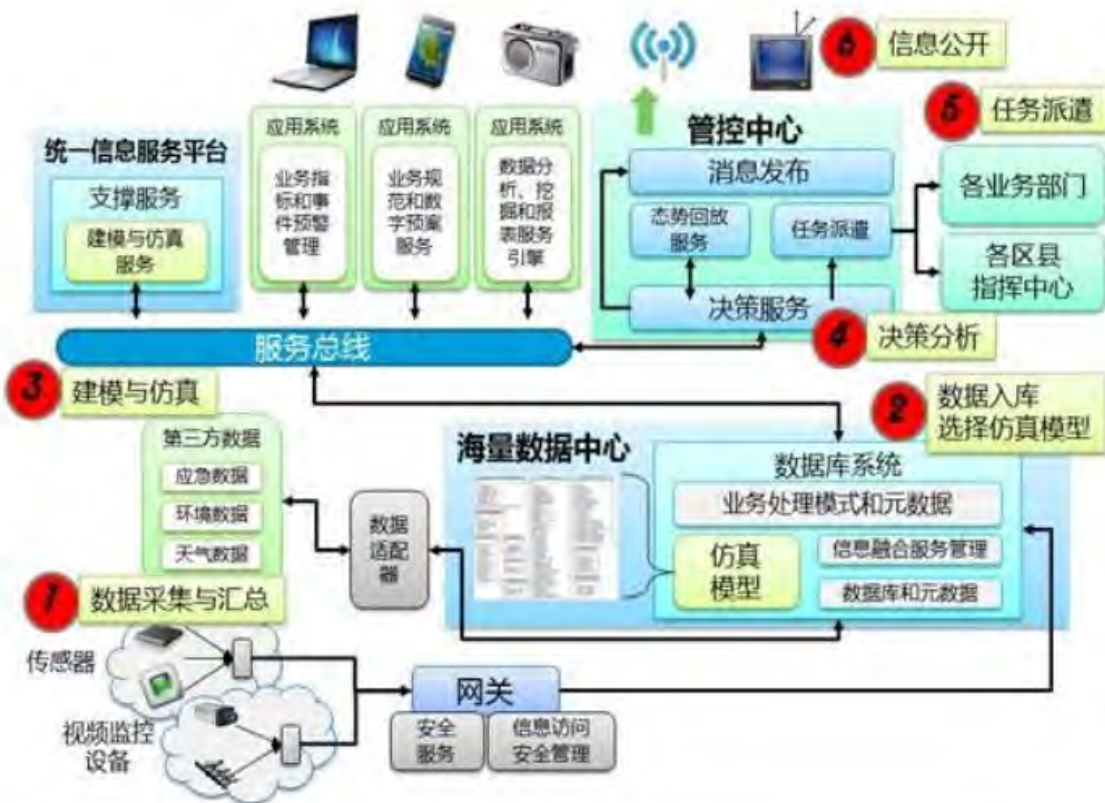 6
信息公开
5
任务派遣
统一信息服务平台
支撑服务
建模与仿真
服务
应用系统
业务指
标和事
件预警
管理
应用系统
业务规
范和数
字预案
服务
应用系统
数据分
析、挖
掘和报
表服务
引擎
管控中心
消息发布
态势回放
服务
任务派遣
决策服务
各业务部门
各区县
指挥中心
4
决策分析
服务总线
3
建模与仿真
2
数据入库
选择仿真模型
第三方数据
应急数据
环境数据
天气数据
数据
适配
器
海量数据中心
数据库系统
业务处理模式和元数据
仿真
模型
信息融合服务管理
数据库和元数据
1
数据采集与汇总
传感器
视频监控
设备
网关
安全
服务
信息访问
安全管理